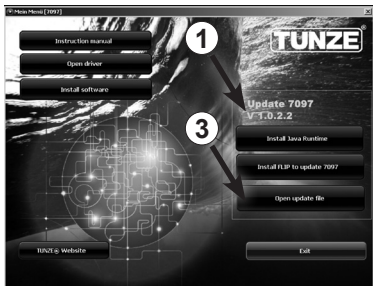 Mein Menü [7097]
Instruction manual
Open driver
Install software
1
TUNZE®
Update 7097
V 1.0.2.2
Install Java Runtime
3
Install FLIP to update 7097
Open update file
TUNZE® Website
Exit